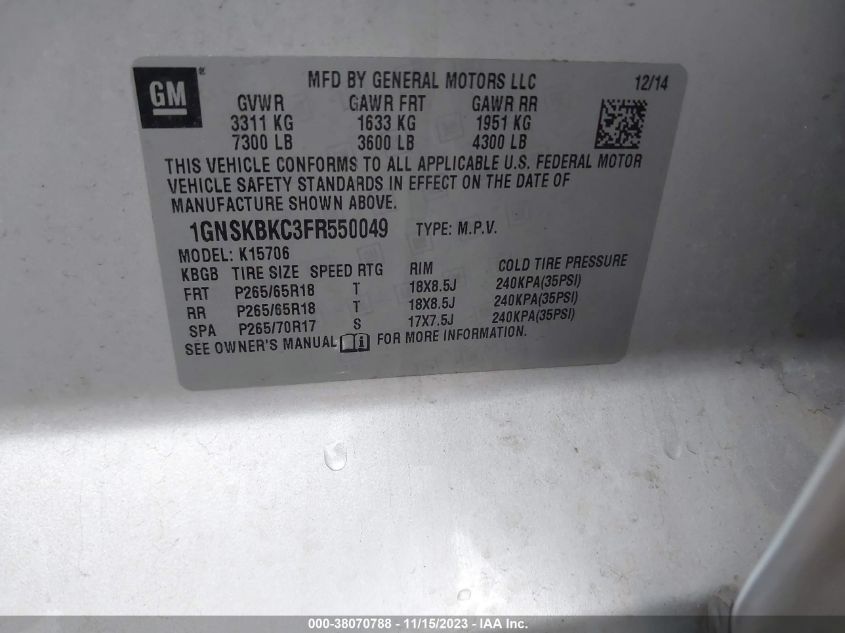 GM®
MFD BY GENERAL MOTORS LLC 12/14
GVWR GAWR FRT GAWR RR
3311 KG 1633 KG 1951 KG
7300 LB 3600 LB 4300 LB
THIS VEHICLE CONFORMS TO ALL APPLICABLE U.S. FEDERAL MOTOR
VEHICLE SAFETY STANDARDS IN EFFECT ON THE DATE OF
MANUFACTURE SHOWN ABOVE.
1GNSKBKC3FR550049 TYPE: M.P.V.
MODEL: K15706
KBGB TIRE SIZE SPEED RTG RIM COLD TIRE PRESSURE
FRT P265/65R18 T 18X8.5J 240KPA(35PSI)
RR P265/65R18 T 18X8.5J 240KPA(35PSI)
SPA P265/70R17 S 17X7.5J 240KPA(35PSI)
SEE OWNER'S MANUAL FOR MORE INFORMATION.
000-38070788 - 11/15/2023 - IAA Inc.